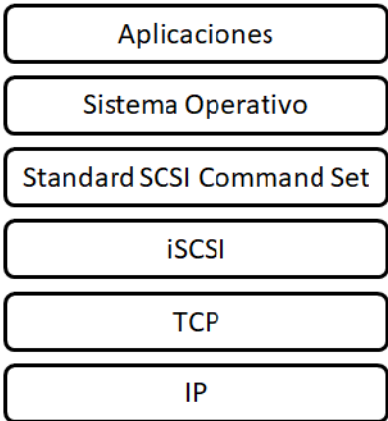 Aplicaciones
Sistema Operativo
Standard SCSI Command Set
iSCSI
TCP
IP